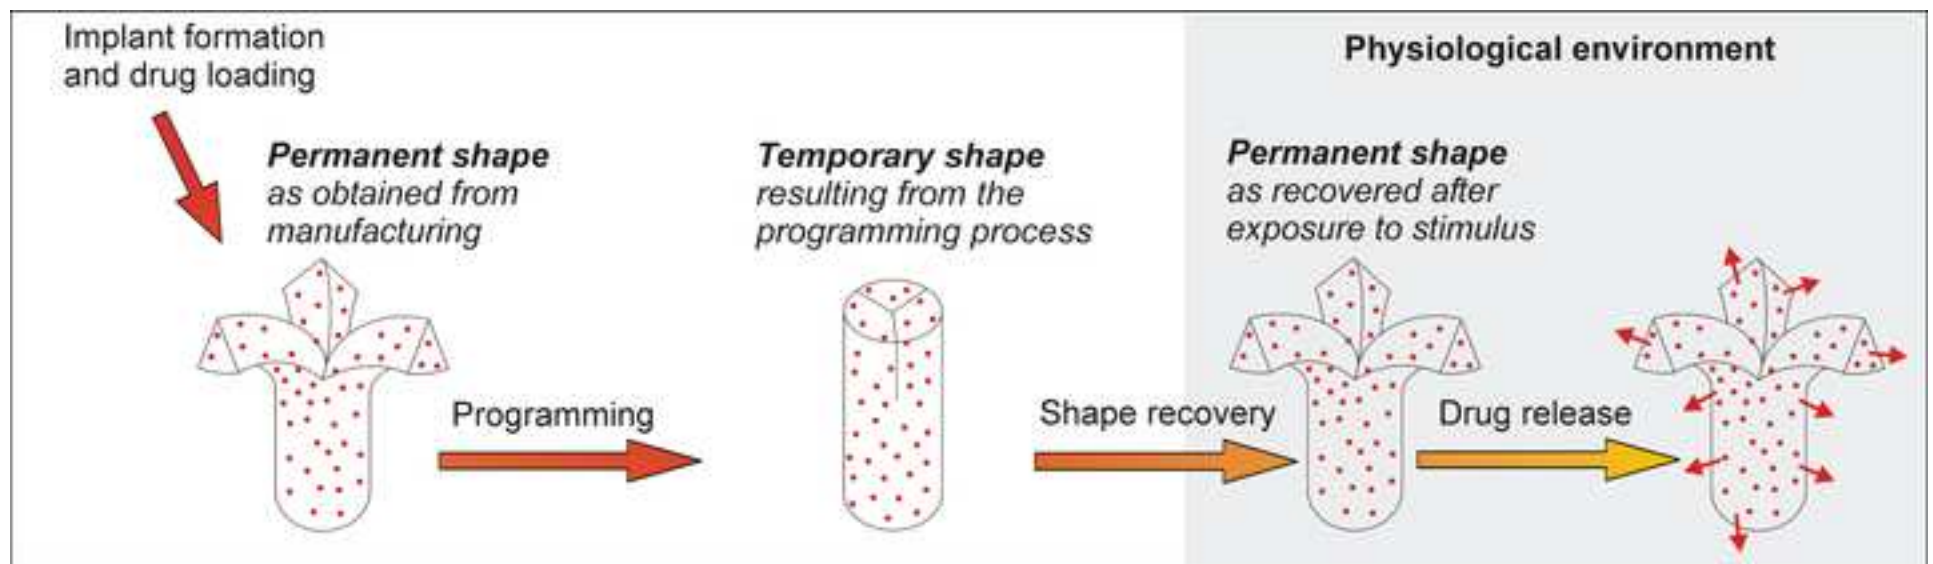 Implant formation
and drug loading
Physiological environment
Permanent shape
as obtained from
manufacturing
Temporary shape
resulting from the
programming process
Permanent shape
as recovered after
exposure to stimulus
Programming
Shape recovery
Drug release